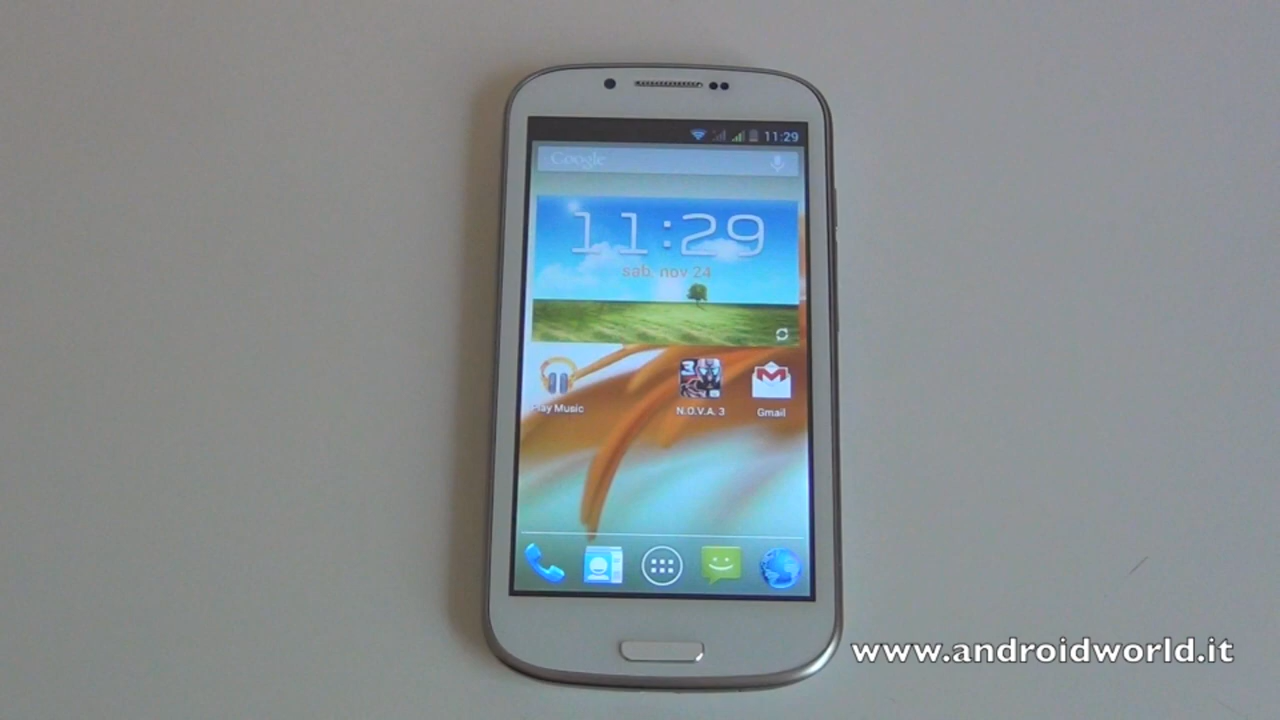 11:29
Google
11:29
sab, nov 24
Play Music
N.O.V.A. 3
Gmail
www.androidworld.it